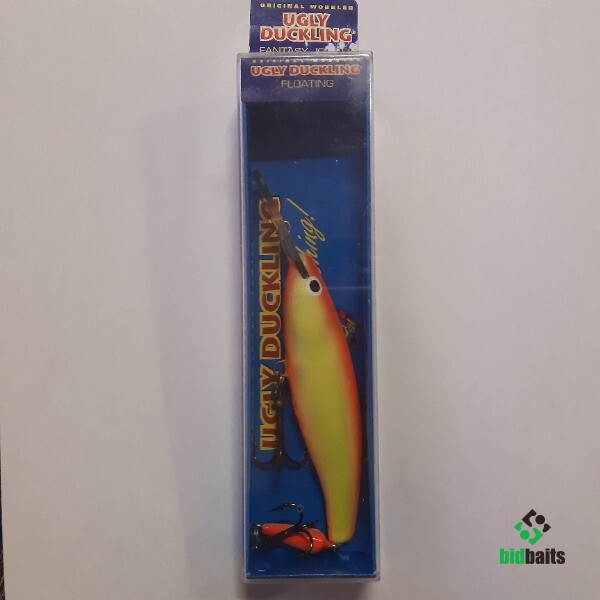 ORIGINAL WOBBLER
UGLY
DUCKLING
ORIGINAL WOBBLER
UGLY DUCKLING
FLOATING
UGLY DUCKLING
bidbaits